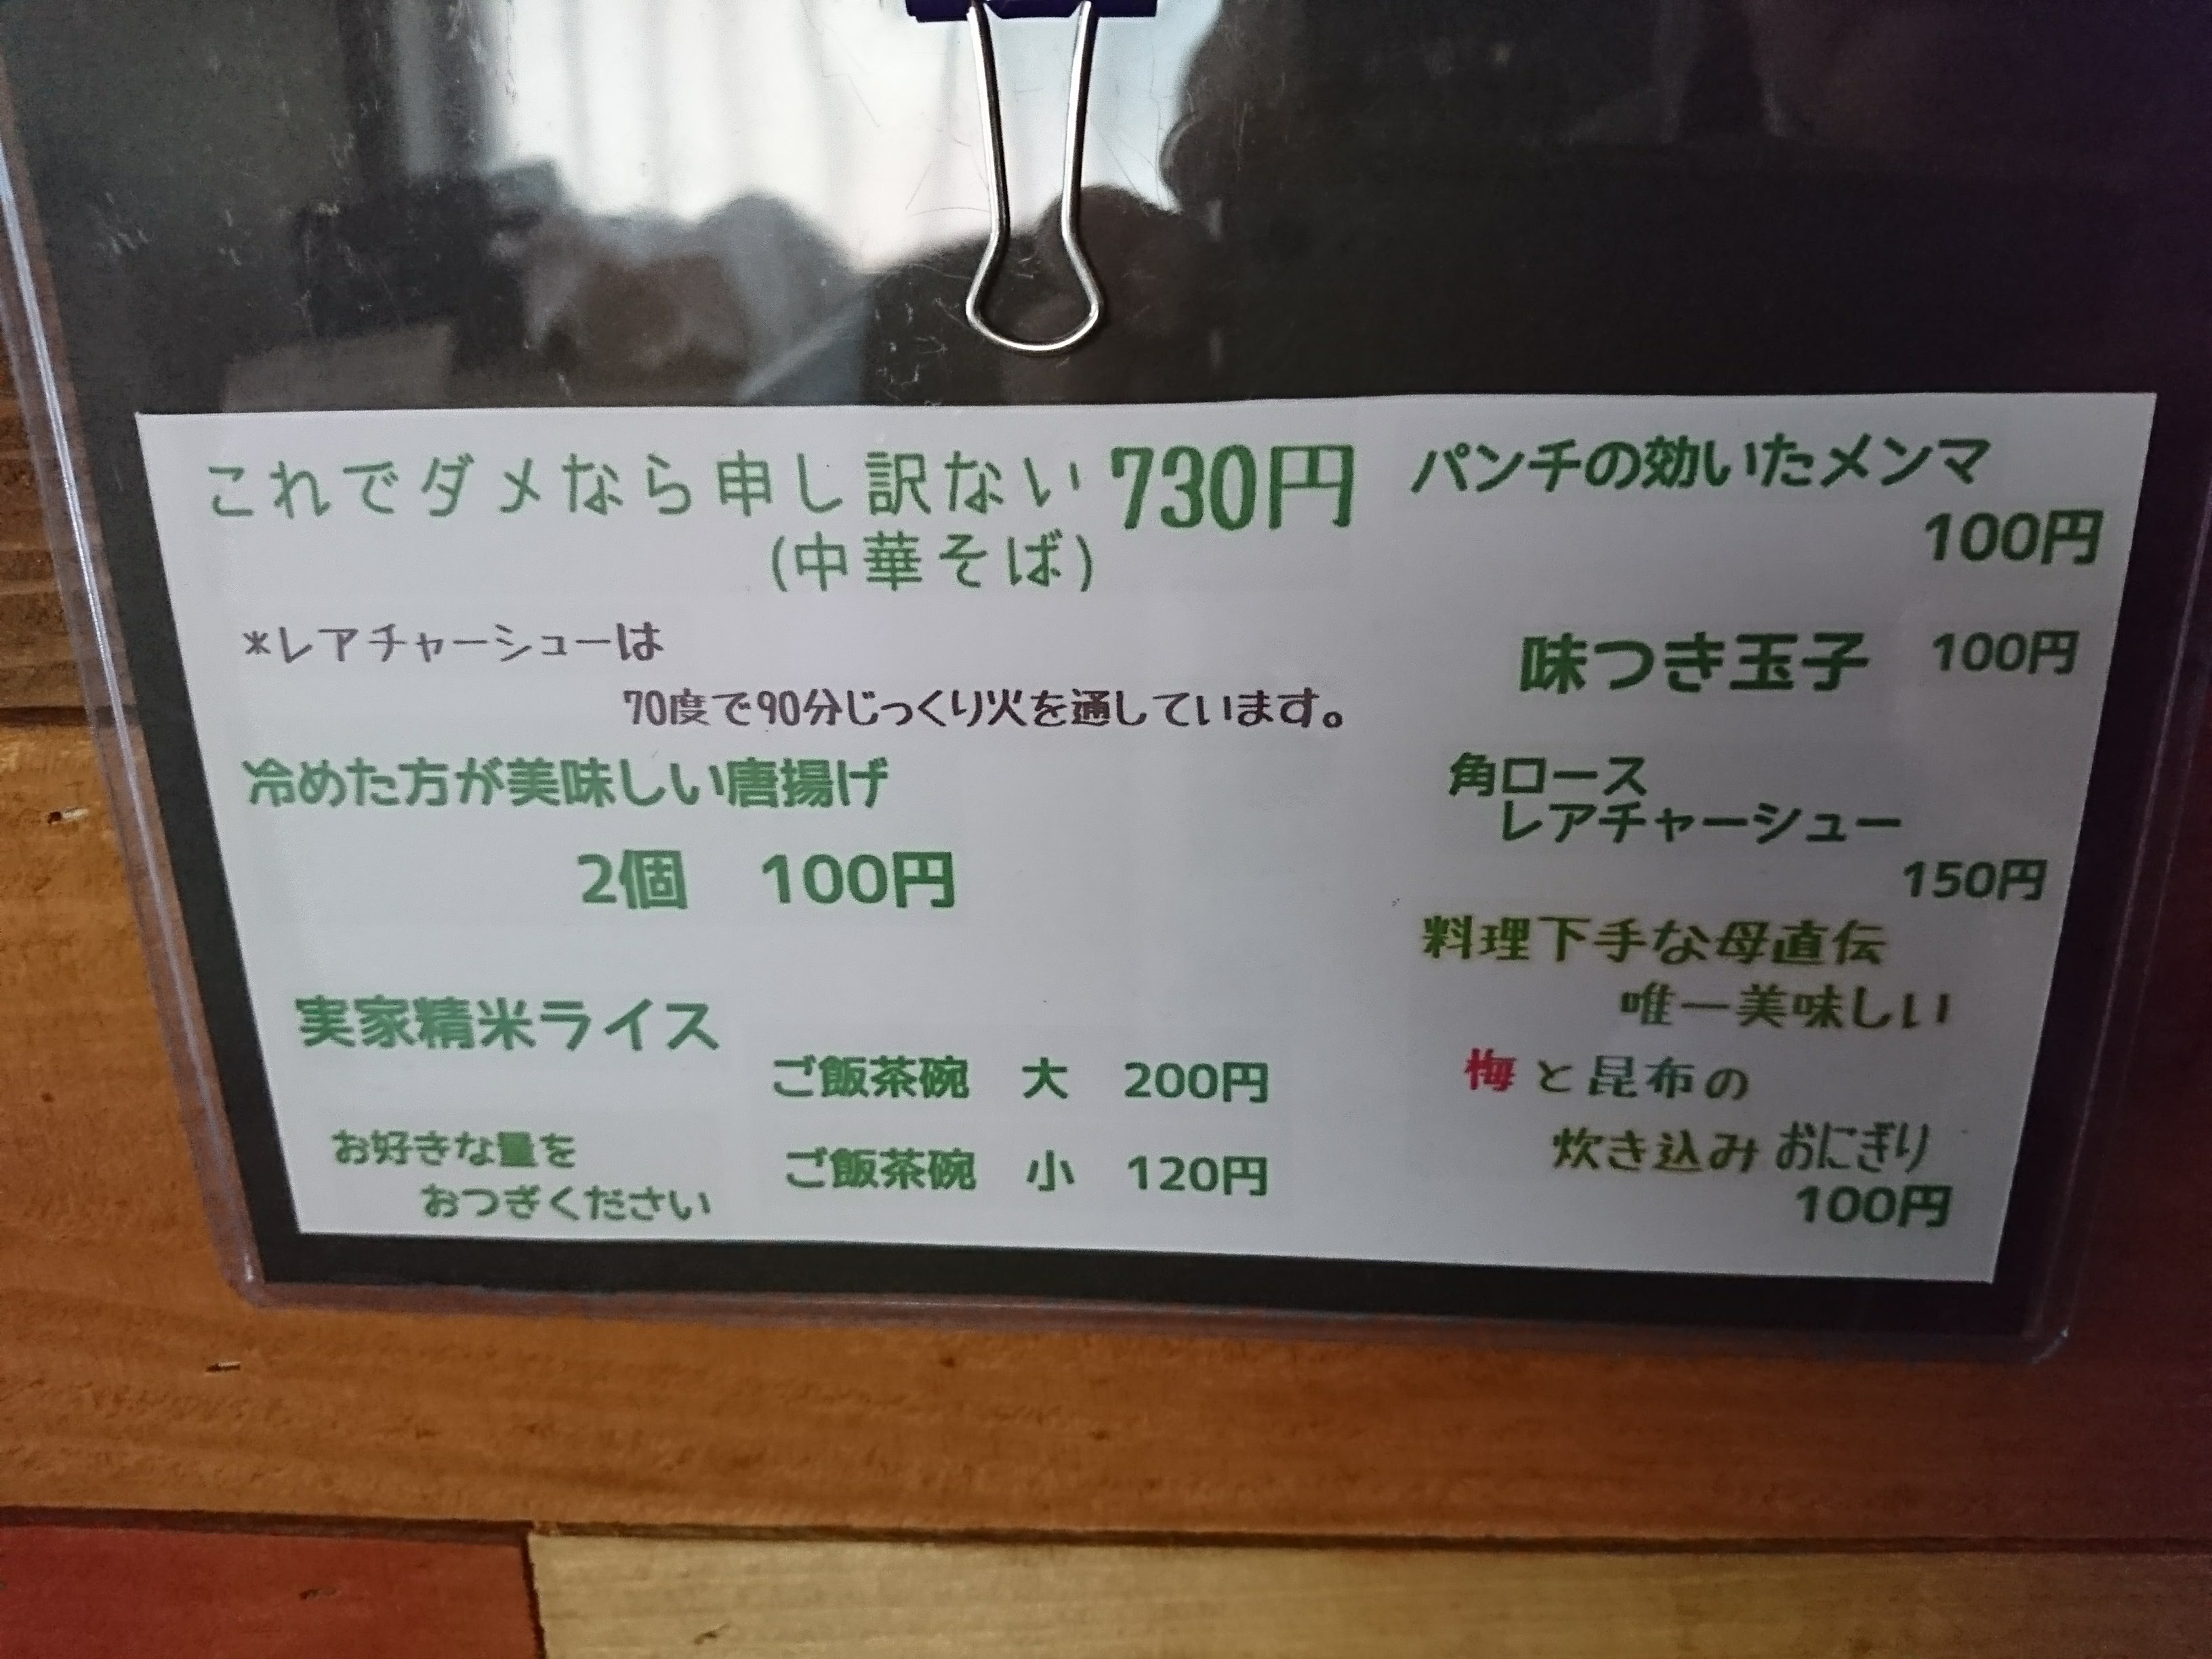 これでダメなら申し訳ない 730円
(中華そば)
*レアチャーシューは
70度で90分じっくり火を通しています。
冷めた方が美味しい唐揚げ
2個 100円
実家精米ライス
お好きな量を
おつぎください
ご飯茶碗 大 200円
ご飯茶碗 小 120円
パンチの効いたメンマ
100円
味つき玉子 100円
角ロース
レアチャーシュー
150円
料理下手な母直伝
唯一美味しい
梅と昆布の
炊き込みおにぎり
100円